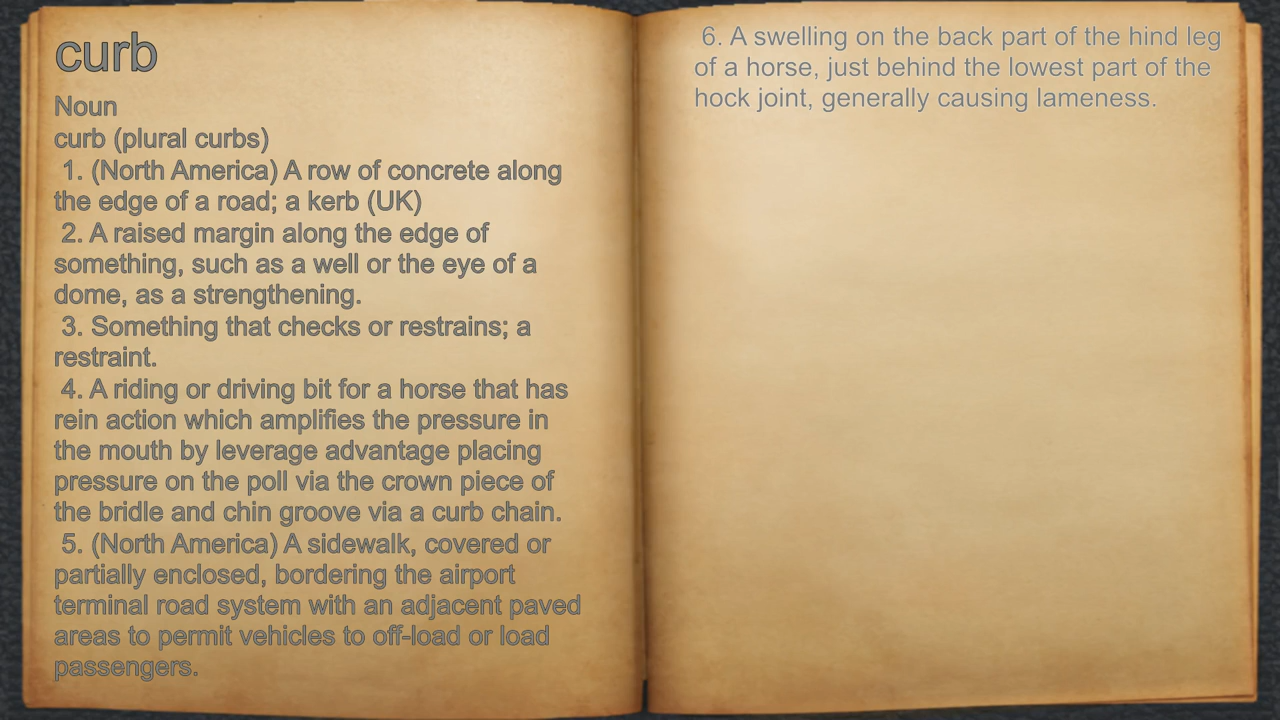 curb
Noun
curb (plural curbs)
1. (North America) A row of concrete along
the edge of a road; a kerb (UK)
2. A raised margin along the edge of
something, such as a well or the eye of a
dome, as a strengthening.
3. Something that checks or restrains; a
restraint.
4. A riding or driving bit for a horse that has
rein action which amplifies the pressure in
the mouth by leverage advantage placing
pressure on the poll via the crown piece of
the bridle and chin groove via a curb chain.
5. (North America) A sidewalk, covered or
partially enclosed, bordering the airport
terminal road system with an adjacent paved
areas to permit vehicles to off-load or load
passengers.
6. A swelling on the back part of the hind leg
of a horse, just behind the lowest part of the
hock joint, generally causing lameness.